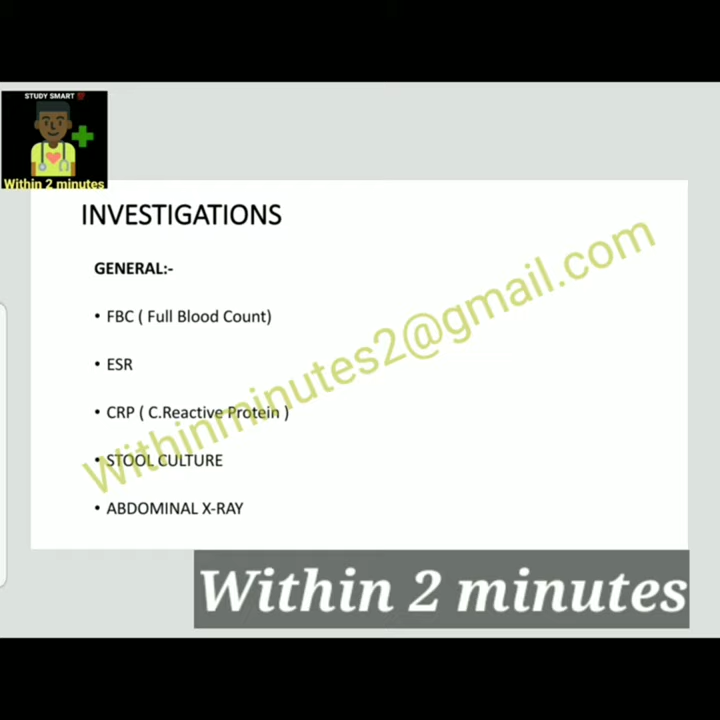 STUDY SMART 💯
Within 2 minutes
INVESTIGATIONS
GENERAL:-
• FBC ( Full Blood Count)
• ESR
• CRP ( C.Reactive Protein )
• STOOL CULTURE
• ABDOMINAL X-RAY
Withinminutes2@gmail.com
Within 2 minutes